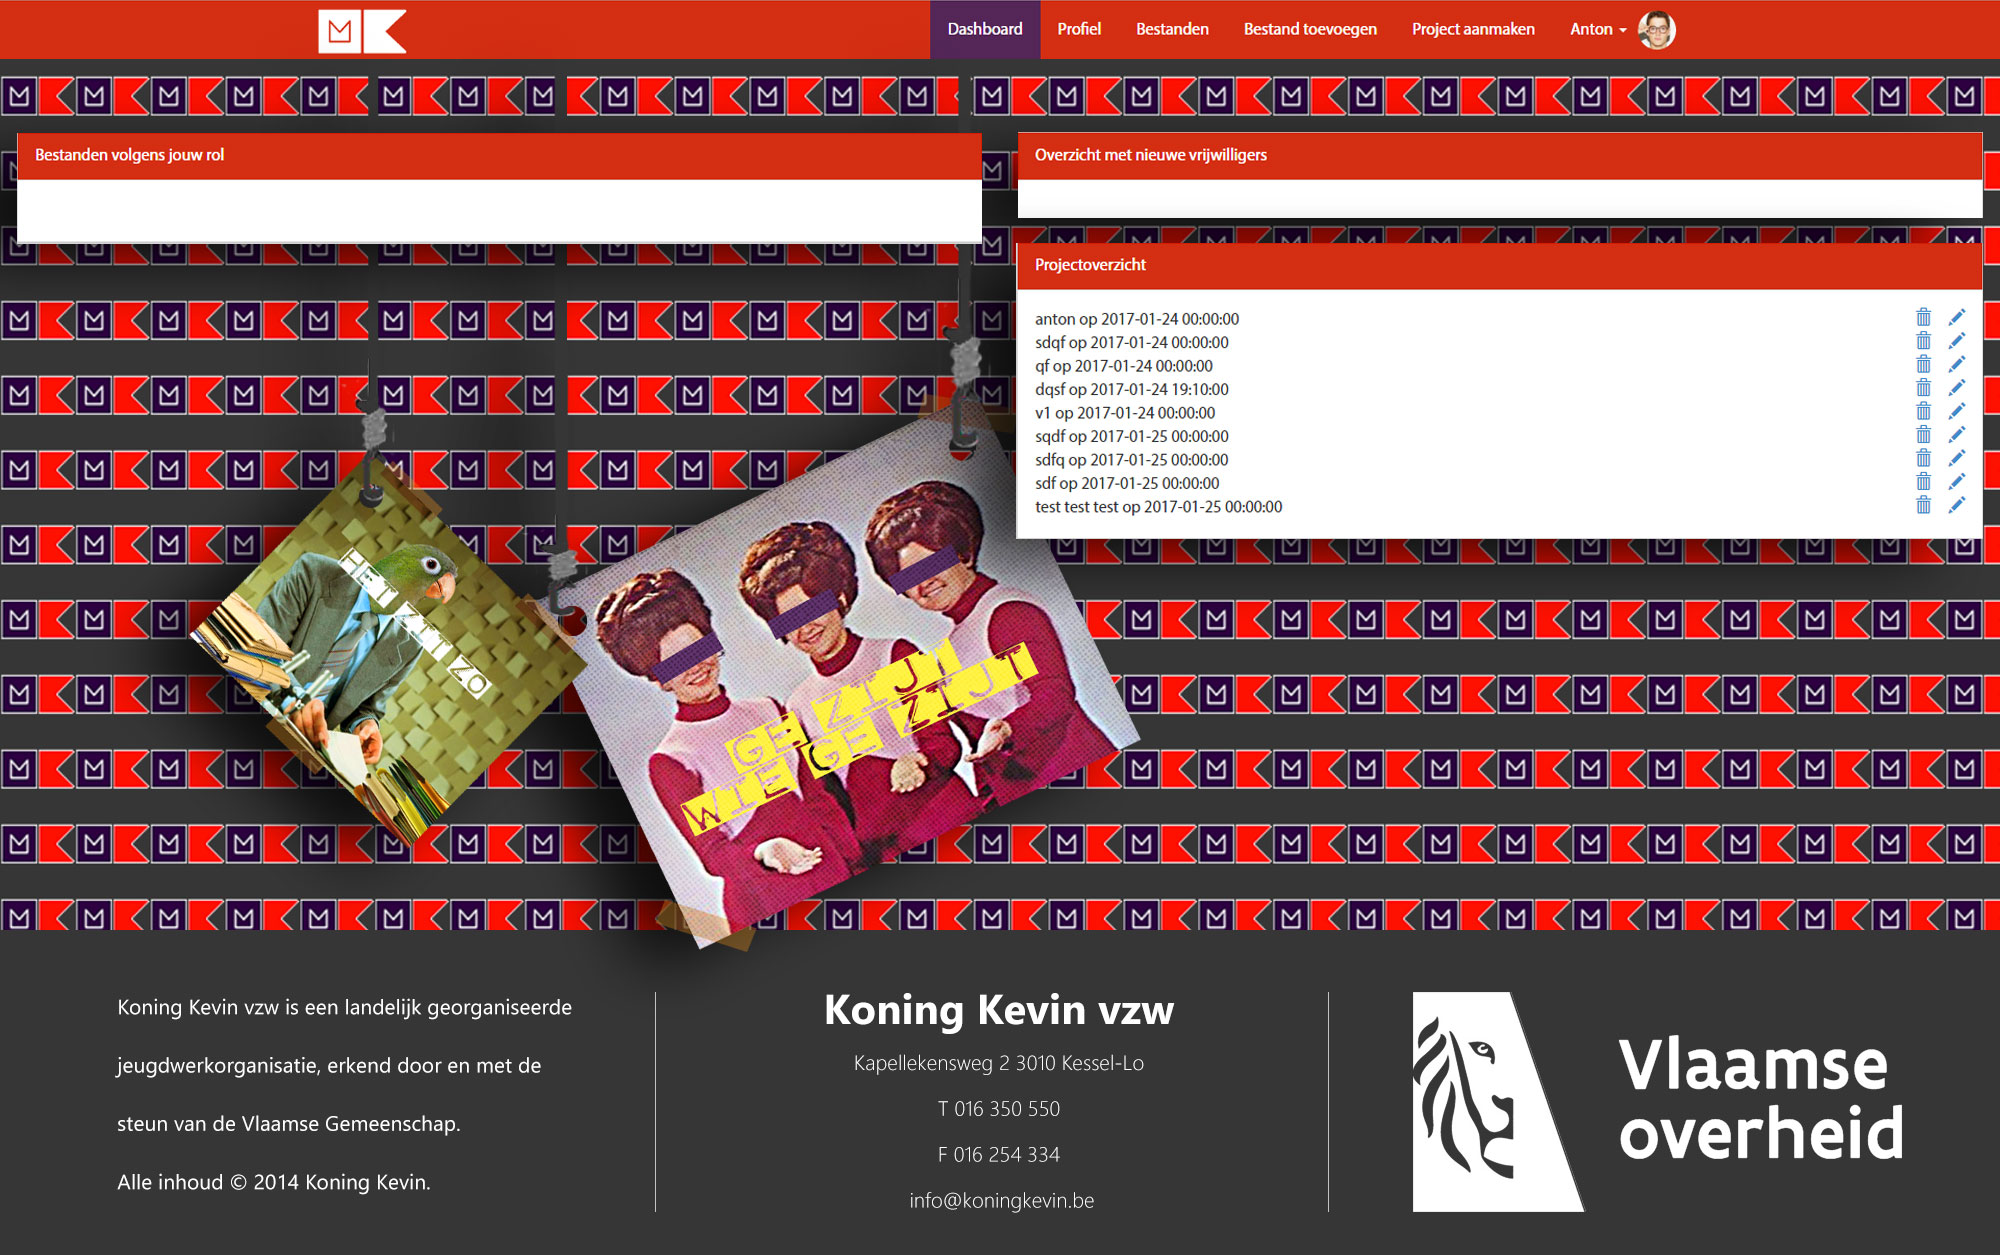 Dashboard Profiel Bestanden Bestand toevoegen Project aanmaken Anton
Bestanden volgens jouw rol
Overzicht met nieuwe vrijwilligers
Projectoverzicht
anton op 2017-01-24 00:00:00
sdqf op 2017-01-24 00:00:00
qf op 2017-01-24 00:00:00
dqsf op 2017-01-24 19:10:00
v1 op 2017-01-24 00:00:00
sqdf op 2017-01-25 00:00:00
sdfq op 2017-01-25 00:00:00
sdf op 2017-01-25 00:00:00
test test test op 2017-01-25 00:00:00
ZO
GE ZIJT
WIE GE ZIJT
Koning Kevin vzw is een landelijk georganiseerde
jeugdwerkorganisatie, erkend door en met de
steun van de Vlaamse Gemeenschap.
Alle inhoud © 2014 Koning Kevin.
Koning Kevin vzw
Kapellekensweg 2 3010 Kessel-Lo
T 016 350 550
F 016 254 334
info@koningkevin.be
Vlaamse
overheid